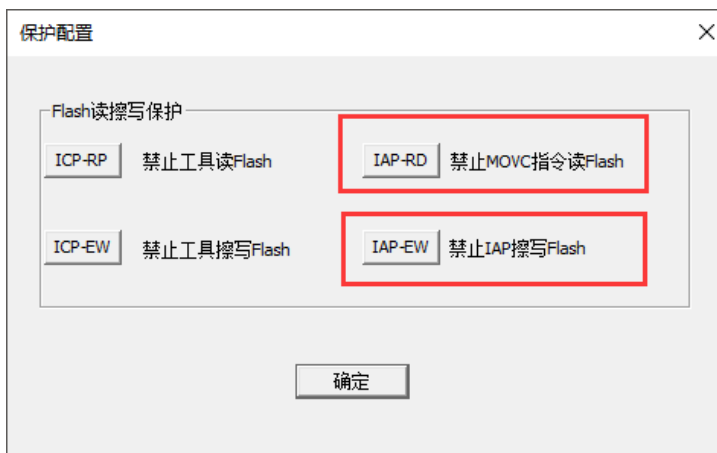 保护配置
Flash读擦写保护
ICP-RP 禁止工具读Flash IAP-RD 禁止MOVC指令读Flash
ICP-EW 禁止工具擦写Flash IAP-EW 禁止IAP擦写Flash
确定